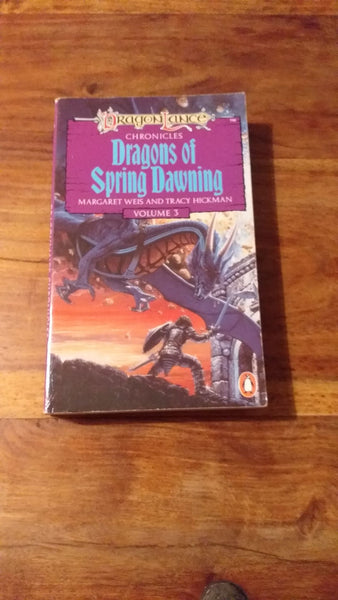 DRAGONLANCE
CHRONICLES
Dragons of
Spring Dawning
MARGARET WEIS AND TRACY HICKMAN
VOLUME 3